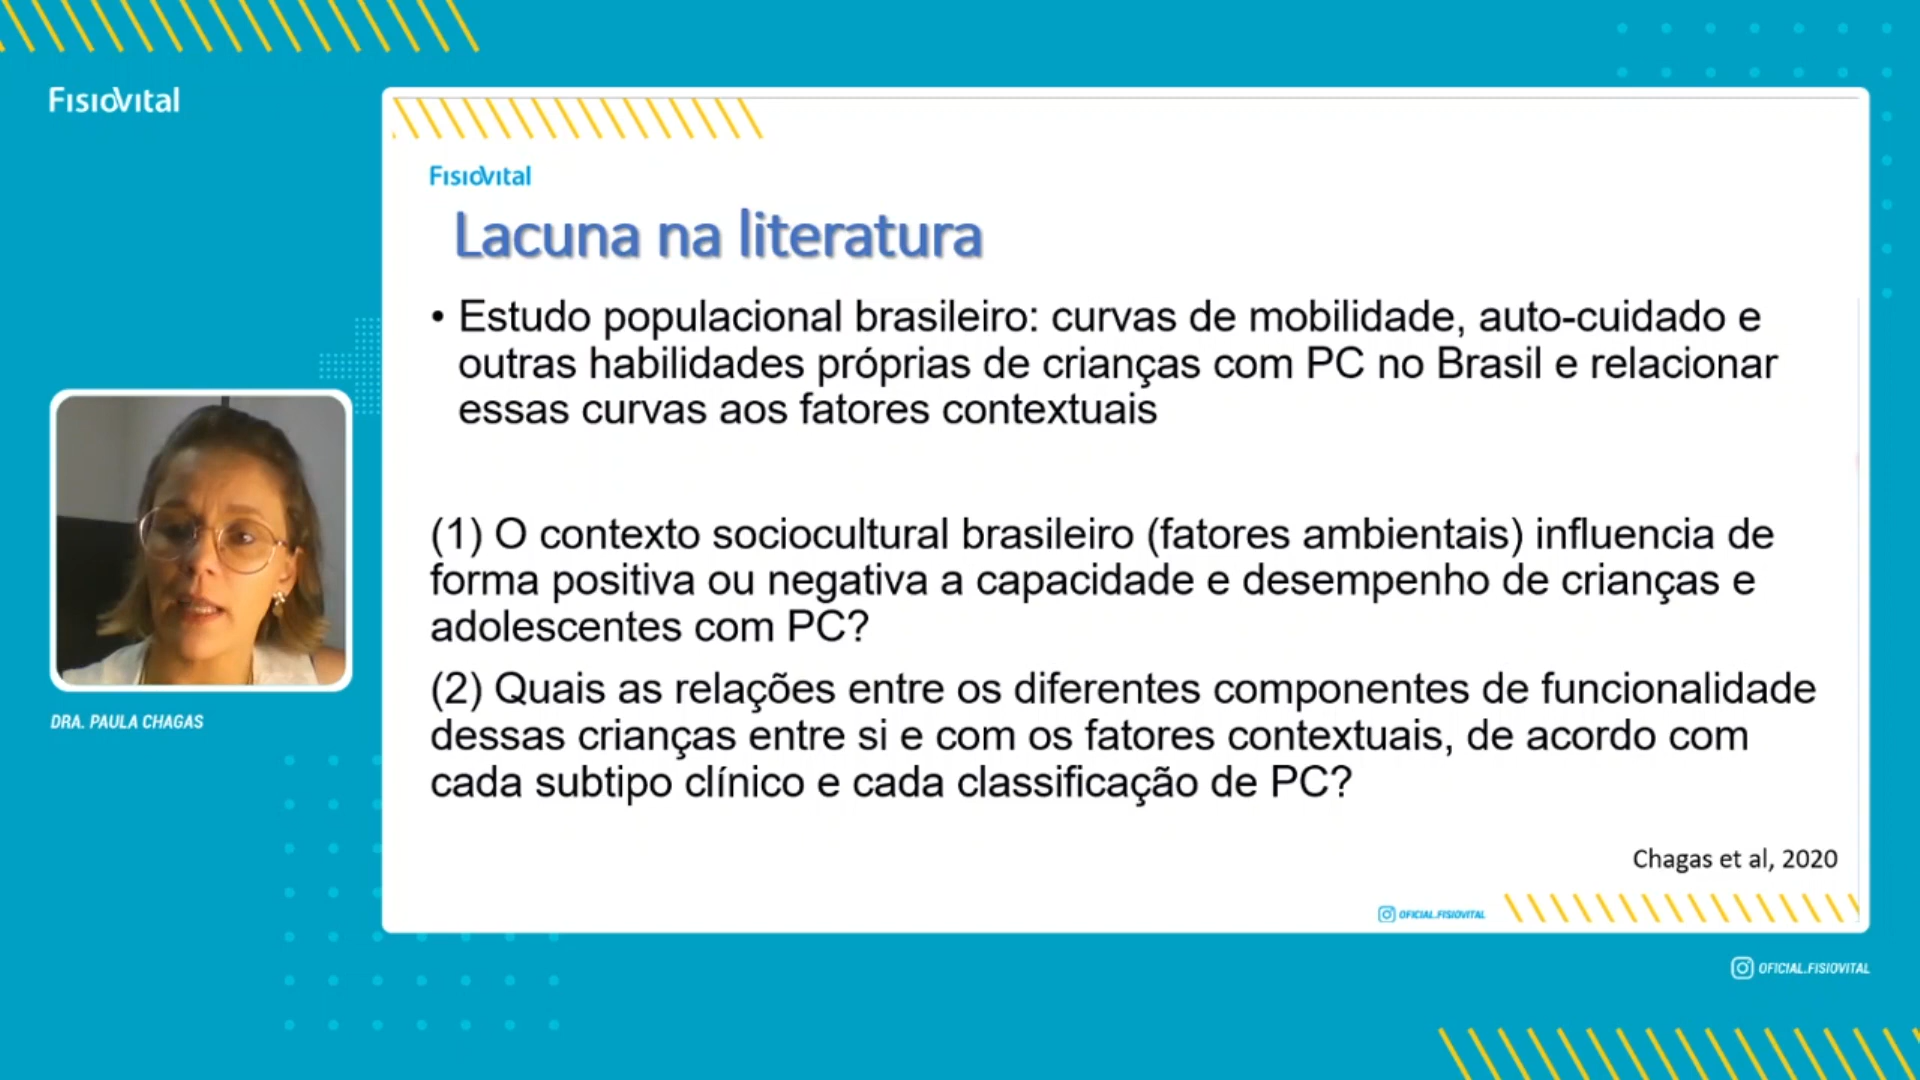 FisioVital
FisioVital
Lacuna na literatura
• Estudo populacional brasileiro: curvas de mobilidade, auto-cuidado e
outras habilidades próprias de crianças com PC no Brasil e relacionar
essas curvas aos fatores contextuais
(1) O contexto sociocultural brasileiro (fatores ambientais) influencia de
forma positiva ou negativa a capacidade e desempenho de crianças e
adolescentes com PC?
(2) Quais as relações entre os diferentes componentes de funcionalidade
dessas crianças entre si e com os fatores contextuais, de acordo com
cada subtipo clínico e cada classificação de PC?
Chagas et al, 2020
OFICIAL.FISIOVITAL
DRA. PAULA CHAGAS
OFICIAL.FISIOVITAL